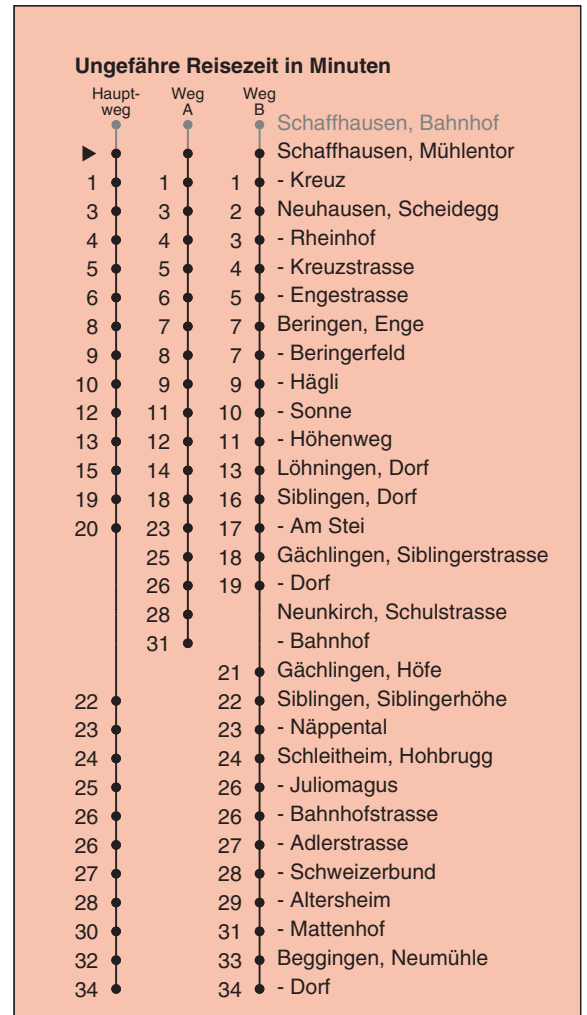 Ungefähre Reisezeit in Minuten
Haupt- Weg Weg
weg A B
Schaffhausen, Bahnhof
Schaffhausen, Mühlentor
1 1 1 - Kreuz
3 3 2 Neuhausen, Scheidegg
4 4 3 - Rheinhof
5 5 4 - Kreuzstrasse
6 6 5 - Engestrasse
8 7 7 Beringen, Enge
9 8 7 - Beringerfeld
10 9 9 - Hägli
12 11 10 - Sonne
13 12 11 - Höhenweg
15 14 13 Löhningen, Dorf
19 18 16 Siblingen, Dorf
20 23 17 - Am Stei
25 18 Gächlingen, Siblingerstrasse
26 19 - Dorf
28 Neunkirch, Schulstrasse
31 - Bahnhof
21 Gächlingen, Höfe
22 22 Siblingen, Siblingerhöhe
23 23 - Näppental
24 24 Schleitheim, Hohbrugg
25 26 - Juliomagus
26 26 - Bahnhofstrasse
26 27 - Adlerstrasse
27 28 - Schweizerbund
28 29 - Altersheim
30 31 - Mattenhof
32 33 Beggingen, Neumühle
34 34 - Dorf